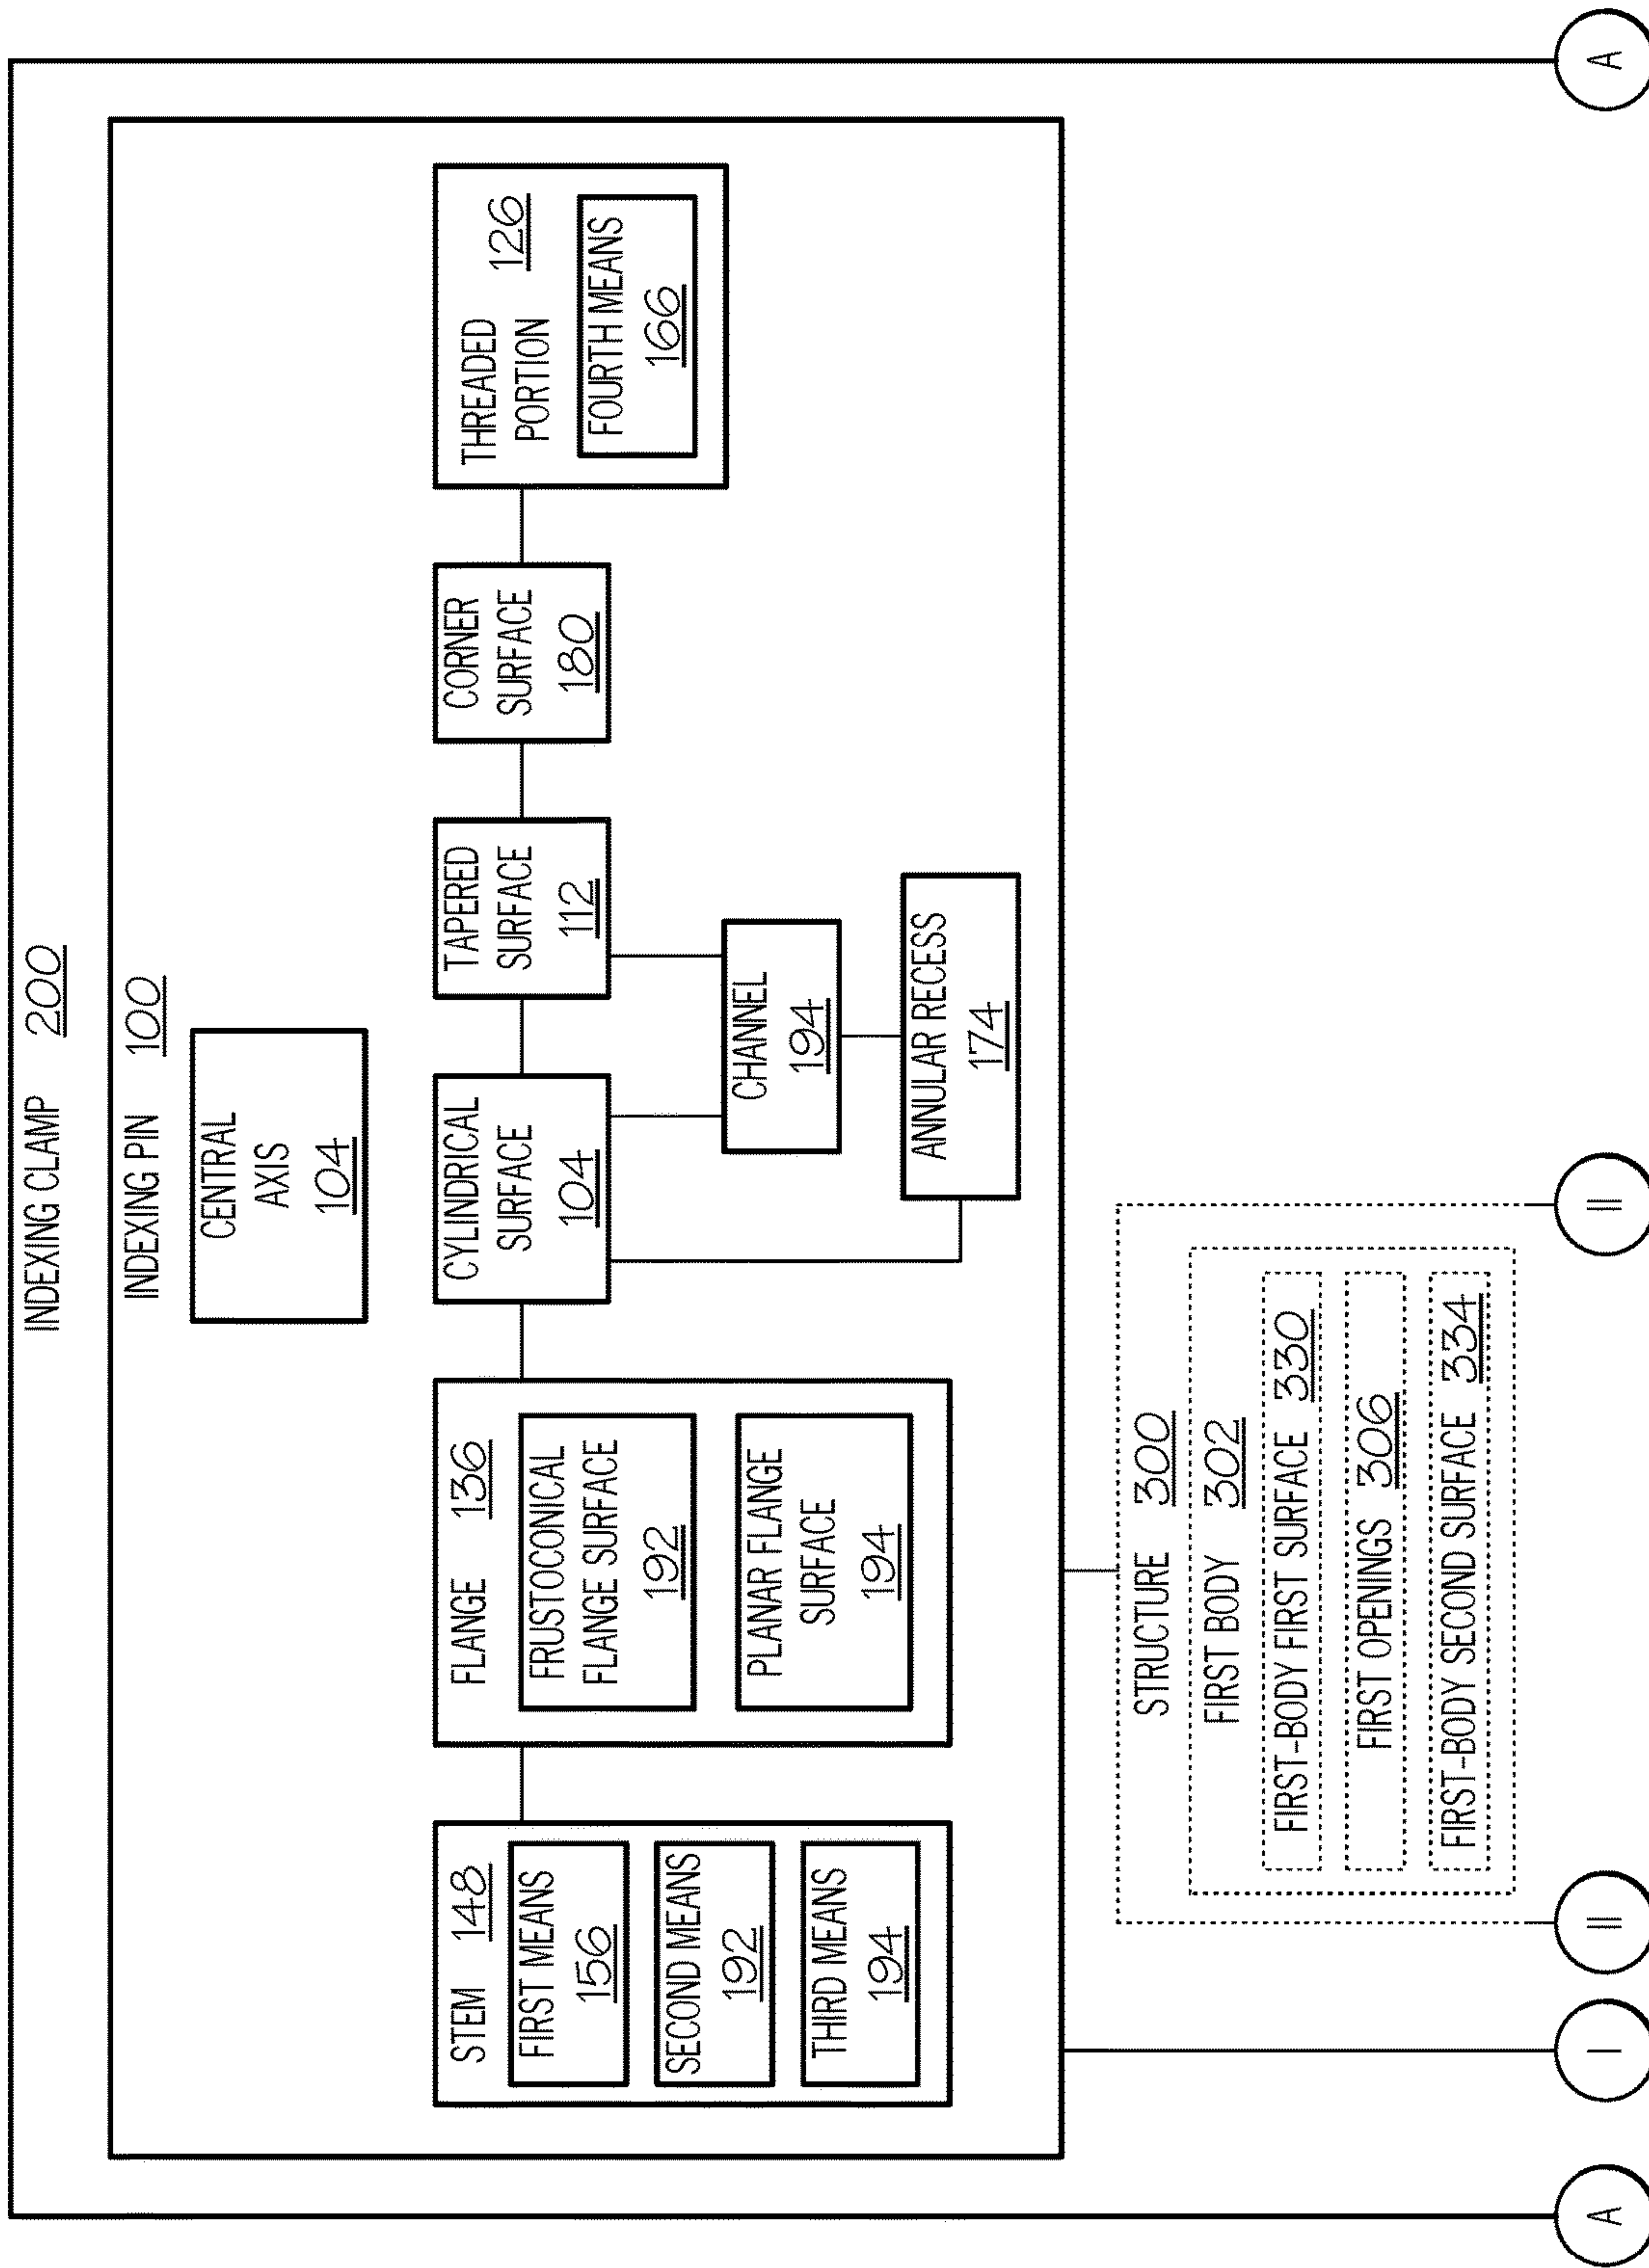 INDEXING CLAMP 200
INDEXING PIN 100
CENTRAL
AXIS
104
STEM 148
FIRST MEANS
156
SECOND MEANS
192
THIRD MEANS
194
FLANGE 136
FRUSTOCONICAL
FLANGE SURFACE
192
PLANAR FLANGE
SURFACE
194
CYLINDRICAL
SURFACE
104
TAPERED
SURFACE
112
CORNER
SURFACE
180
THREADED
PORTION 126
FOURTH MEANS
166
CHANNEL
194
ANNULAR RECESS
174
STRUCTURE 300
FIRST BODY 302
FIRST-BODY FIRST SURFACE 330
FIRST OPENINGS 306
FIRST-BODY SECOND SURFACE 334
A
I
II
II
A